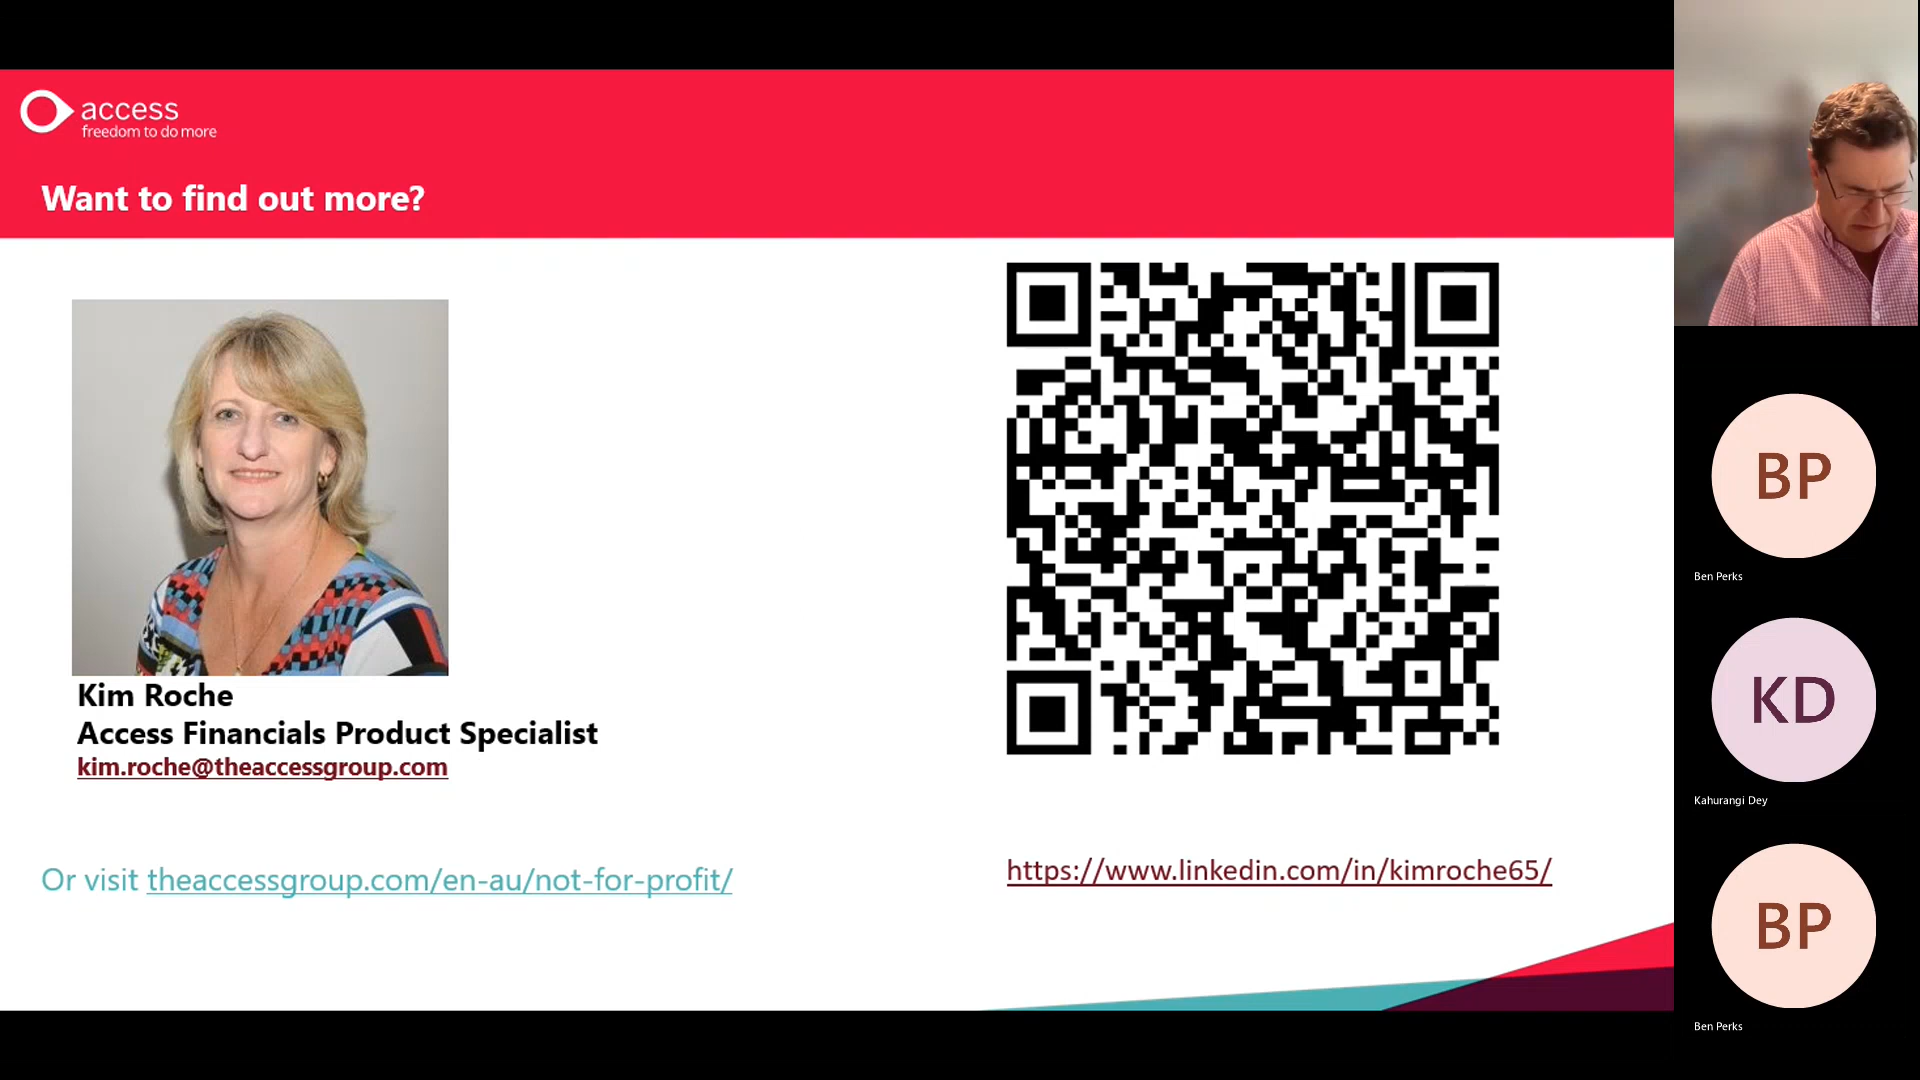 access
freedom to do more
Want to find out more?
Kim Roche
Access Financials Product Specialist
kim.roche@theaccessgroup.com
Or visit theaccessgroup.com/en-au/not-for-profit/
https://www.linkedin.com/in/kimroche65/
BP
Ben Perks
KD
Kahurangi Dey
BP
Ben Perks